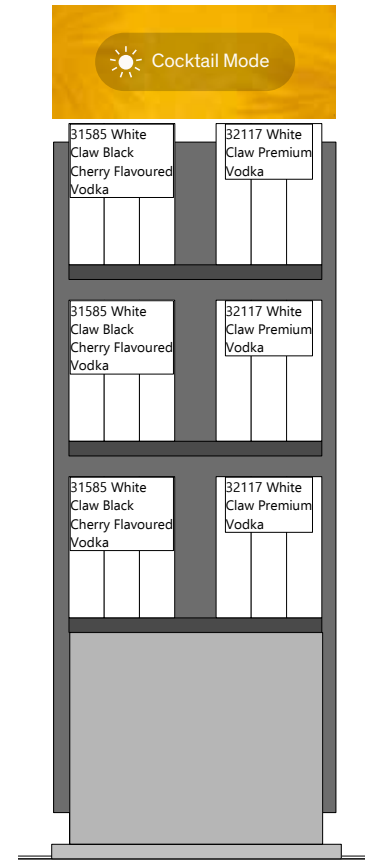 Cocktail Mode
31585 White
Claw Black
Cherry Flavoured
Vodka
32117 White
Claw Premium
Vodka
31585 White
Claw Black
Cherry Flavoured
Vodka
32117 White
Claw Premium
Vodka
31585 White
Claw Black
Cherry Flavoured
Vodka
32117 White
Claw Premium
Vodka